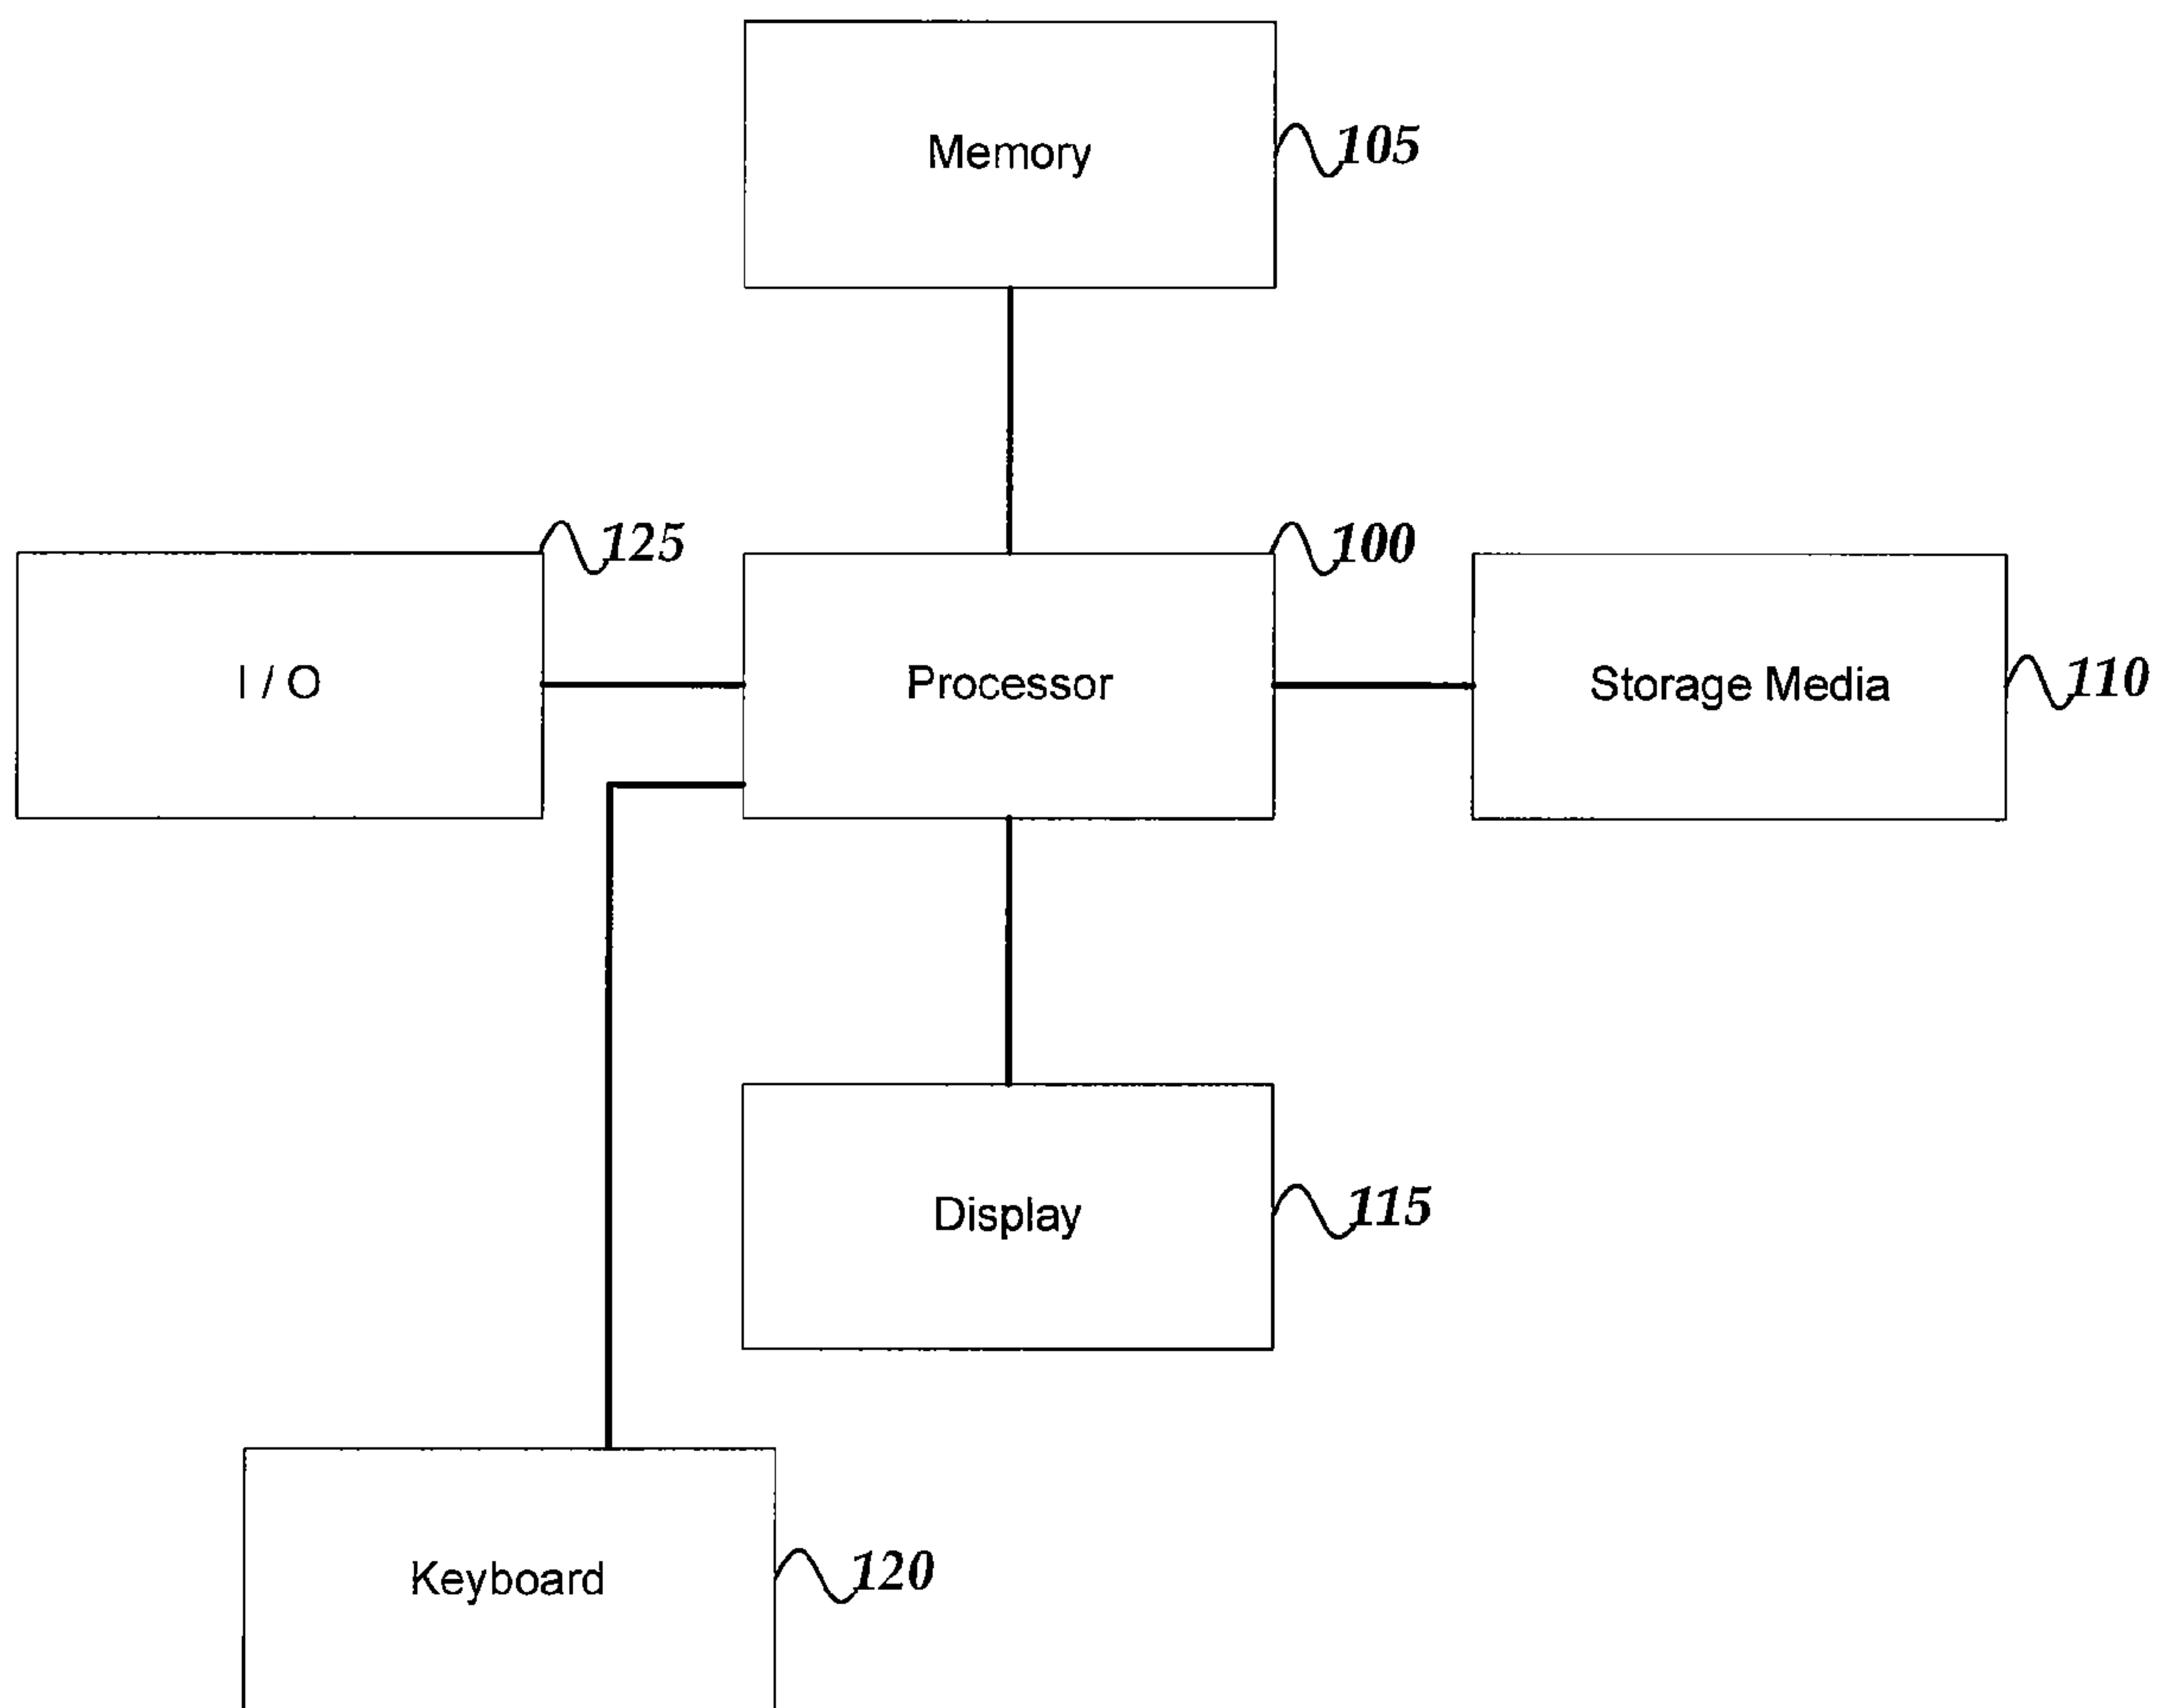 Memory
105
125
100
I / O
Processor
Storage Media
110
Display
115
Keyboard
120